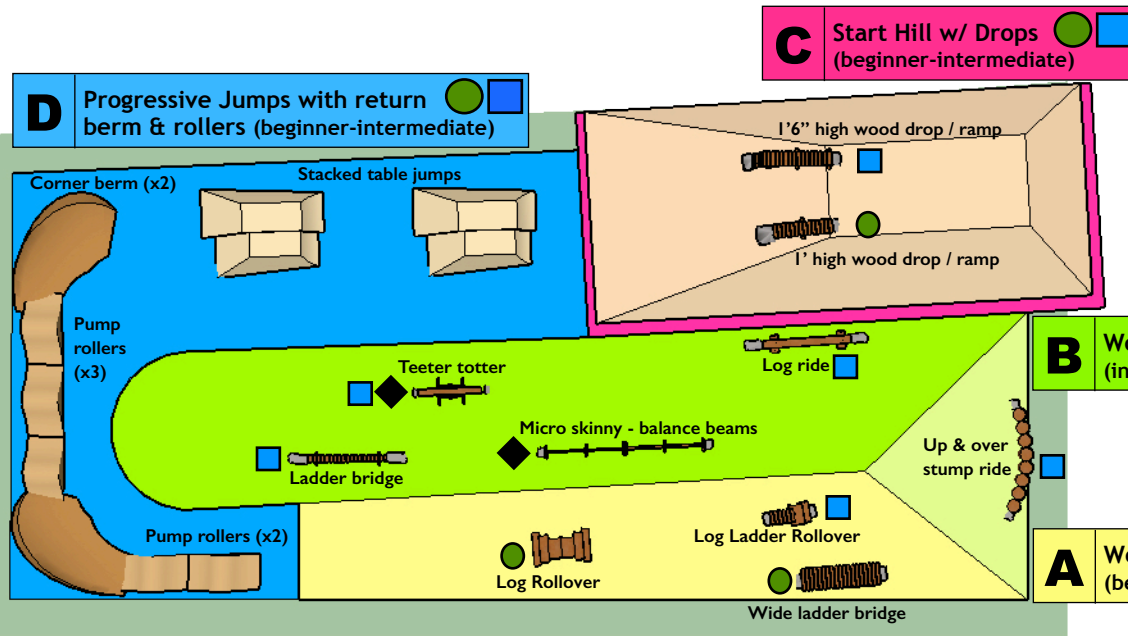 C
Start Hill w/ Drops
(beginner-intermediate)
D
Progressive Jumps with return
berm & rollers (beginner-intermediate)
1'6" high wood drop / ramp
Corner berm (x2)
Stacked table jumps
1' high wood drop / ramp
Pump
rollers
(x3)
Log ride
B
Teeter totter
Micro skinny - balance beams
Up & over
stump ride
Ladder bridge
Pump rollers (x2)
Log Ladder Rollover
A
Log Rollover
Wide ladder bridge